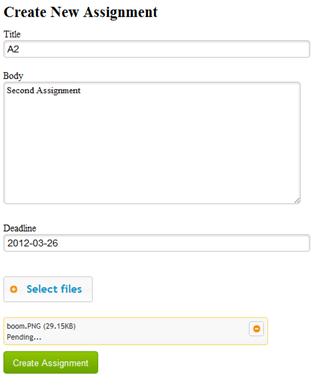 Create New Assignment
Title
A2
Body
Second Assignment
Deadline
2012-03-26
Select files
boom.PNG (29.15KB)
Pending...
Create Assignment